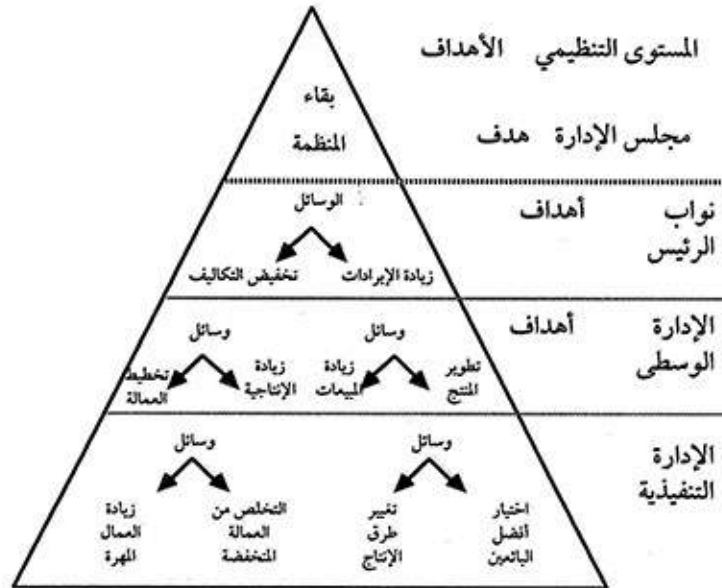 المستوى التنظيمي الأهداف
بقاء
المنظمة
مجلس الإدارة هدف
الوسائل
نواب أهداف
الرئيس
زيادة الإيرادات تخفيض التكاليف
الإدارة أهداف
الوسطى
وسائل وسائل
تطوير
المنتج
زيادة
المبيعات
زيادة
الإنتاجية
تخطيط
العمالة
الإدارة
التنفيذية
وسائل وسائل
اختيار
أفضل
البائعين
تغيير
طرق
الإنتاج
التخلص من
العمالة
المنخفضة
زيادة
العمال
المهرة